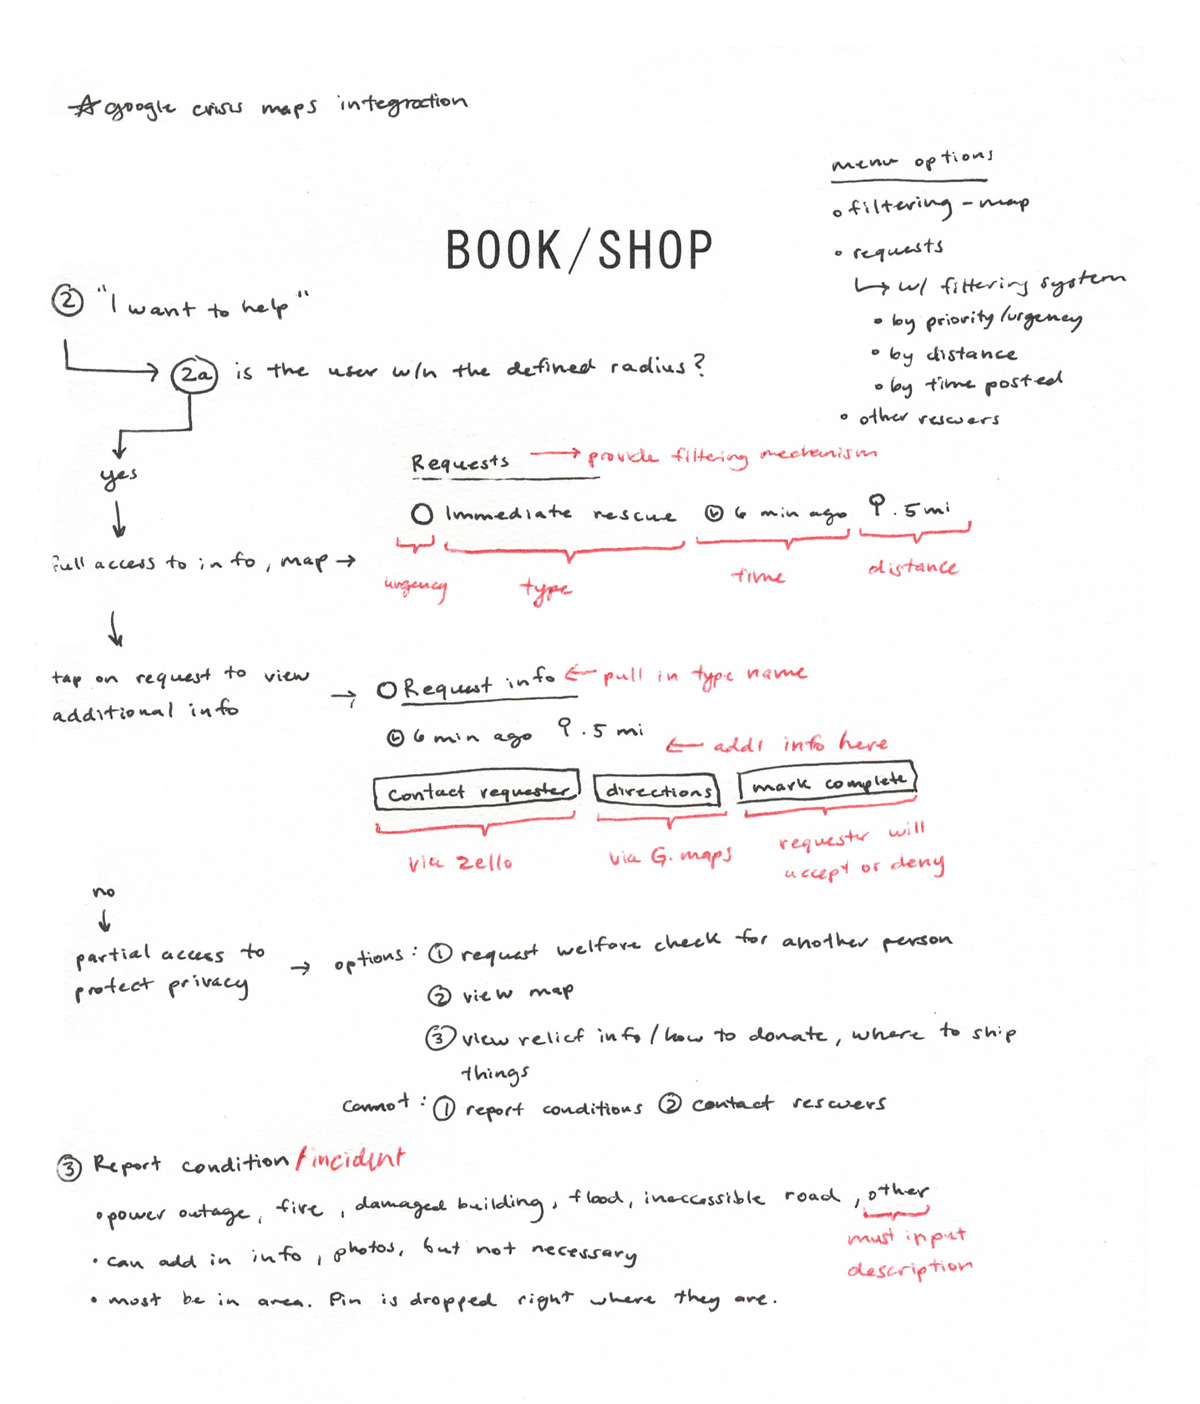 ☆ google crisis maps integration
menu options
◦ filtering - map
◦ requests
↳ w/ filtering system
• by priority/urgency
• by distance
• by time posted
◦ other rescuers
BOOK/SHOP
② "I want to help"
2a is the user w/n the defined radius?
yes
Requests → provide filtering mechanism
○ Immediate rescue 6 min ago .5 mi
full access to info, map →
urgency type time distance
tap on request to view
additional info
→ ○ Request info ← pull in type name
6 min ago .5 mi
← addl info here
contact requester directions mark complete
via Zello via G. maps requester will
accept or deny
no
partial access to
protect privacy
→ options: ① request welfare check for another person
② view map
③ view relief info / how to donate, where to ship
things
cannot: ① report conditions ② contact rescuers
③ Report condition / incident
• power outage, fire, damaged building, flood, inaccessible road, other
must input
description
• can add in info, photos, but not necessary
• must be in area. Pin is dropped right where they are.